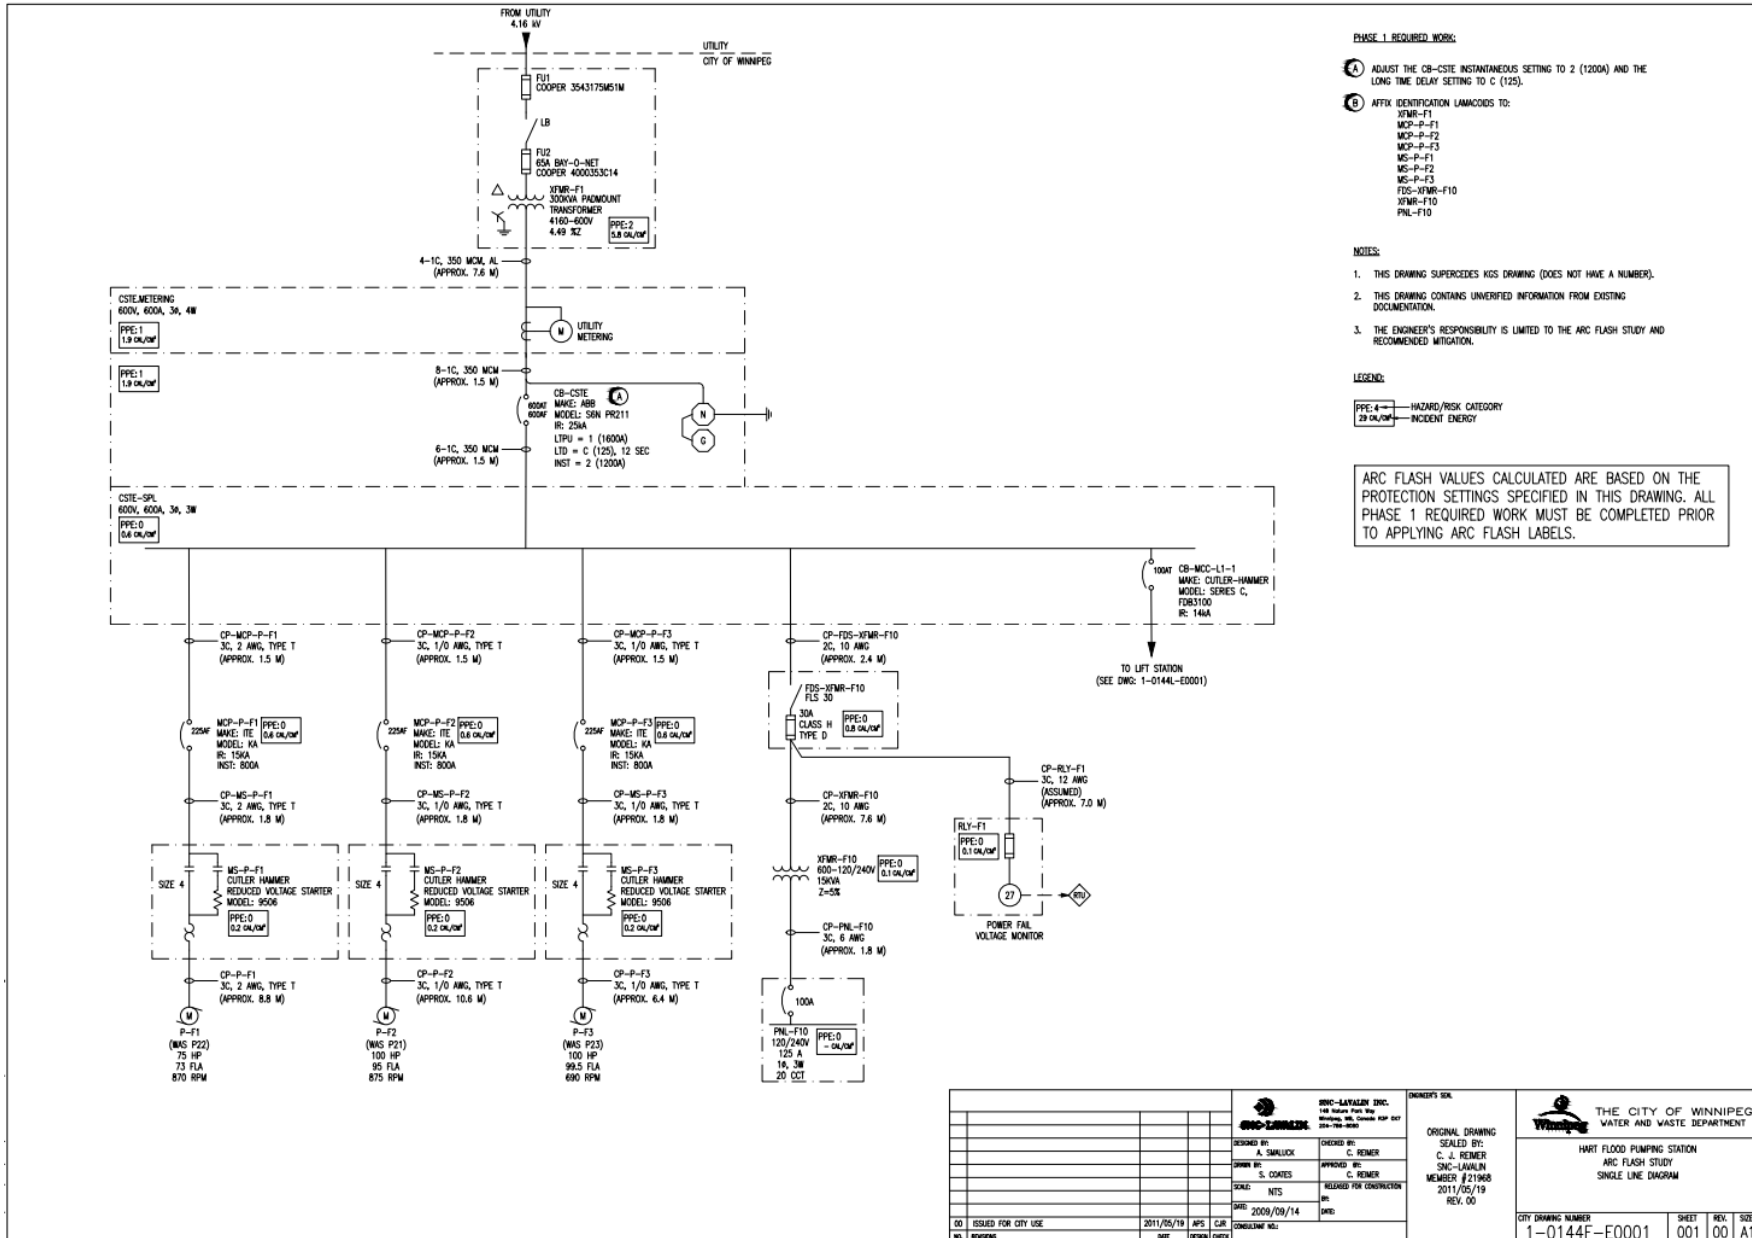 FROM UTILITY
4.16 kV
UTILITY
CITY OF WINNIPEG
FU1
COOPER 3543175M51M
LB
FU2
65A BAY-O-NET
COOPER 4000353C14
XFMR-F1
300KVA PADMOUNT
TRANSFORMER
4160-600V
4.49 %Z
PPE:2
5.8 CAL/CM²
4-1C, 350 MCM, AL
(APPROX. 7.6 M)
CSTE.METERING
600V, 600A, 3ø, 4W
PPE:1
1.9 CAL/CM²
M
UTILITY
METERING
PPE:1
1.9 CAL/CM²
8-1C, 350 MCM
(APPROX. 1.5 M)
600AT
600AF
CB-CSTE
A
MAKE: ABB
MODEL: S6N PR211
IR: 25kA
LTPU = 1 (1600A)
LTD = C (125), 12 SEC
INST = 2 (1200A)
N
G
6-1C, 350 MCM
(APPROX. 1.5 M)
CSTE-SPL
600V, 600A, 3ø, 3W
PPE:0
0.6 CAL/CM²
100AT
CB-MCC-L1-1
MAKE: CUTLER-HAMMER
MODEL: SERIES C,
FDB3100
IR: 14kA
TO LIFT STATION
(SEE DWG: 1-0144L-E0001)
CP-MCP-P-F1
3C, 2 AWG, TYPE T
(APPROX. 1.5 M)
CP-MCP-P-F2
3C, 1/0 AWG, TYPE T
(APPROX. 1.5 M)
CP-MCP-P-F3
3C, 1/0 AWG, TYPE T
(APPROX. 1.5 M)
CP-FDS-XFMR-F10
2C, 10 AWG
(APPROX. 2.4 M)
225AF
MCP-P-F1
MAKE: ITE
MODEL: KA
IR: 15KA
INST: 800A
PPE:0
0.6 CAL/CM²
225AF
MCP-P-F2
MAKE: ITE
MODEL: KA
IR: 15KA
INST: 800A
PPE:0
0.6 CAL/CM²
225AF
MCP-P-F3
MAKE: ITE
MODEL: KA
IR: 15KA
INST: 800A
PPE:0
0.6 CAL/CM²
FDS-XFMR-F10
FLS 30
30A
CLASS H
TYPE D
PPE:0
0.8 CAL/CM²
CP-MS-P-F1
3C, 2 AWG, TYPE T
(APPROX. 1.8 M)
CP-MS-P-F2
3C, 1/0 AWG, TYPE T
(APPROX. 1.8 M)
CP-MS-P-F3
3C, 1/0 AWG, TYPE T
(APPROX. 1.8 M)
CP-XFMR-F10
2C, 10 AWG
(APPROX. 7.6 M)
CP-RLY-F1
3C, 12 AWG
(ASSUMED)
(APPROX. 7.0 M)
SIZE 4
MS-P-F1
CUTLER HAMMER
REDUCED VOLTAGE STARTER
MODEL: 9506
PPE:0
0.2 CAL/CM²
SIZE 4
MS-P-F2
CUTLER HAMMER
REDUCED VOLTAGE STARTER
MODEL: 9506
PPE:0
0.2 CAL/CM²
SIZE 4
MS-P-F3
CUTLER HAMMER
REDUCED VOLTAGE STARTER
MODEL: 9506
PPE:0
0.2 CAL/CM²
XFMR-F10
600-120/240V
15KVA
Z=5%
PPE:0
0.1 CAL/CM²
RLY-F1
PPE:0
0.1 CAL/CM²
27
RTU
POWER FAIL
VOLTAGE MONITOR
CP-PNL-F10
3C, 6 AWG
(APPROX. 1.8 M)
CP-P-F1
3C, 2 AWG, TYPE T
(APPROX. 8.8 M)
CP-P-F2
3C, 1/0 AWG, TYPE T
(APPROX. 10.6 M)
CP-P-F3
3C, 1/0 AWG, TYPE T
(APPROX. 6.4 M)
M
P-F1
(WAS P22)
75 HP
73 FLA
870 RPM
M
P-F2
(WAS P21)
100 HP
95 FLA
875 RPM
M
P-F3
(WAS P23)
100 HP
99.5 FLA
690 RPM
100A
PNL-F10
120/240V
125 A
1ø, 3W
20 CCT
PPE:0
- CAL/CM²
PHASE 1 REQUIRED WORK:
A ADJUST THE CB-CSTE INSTANTANEOUS SETTING TO 2 (1200A) AND THE
LONG TIME DELAY SETTING TO C (125).
B AFFIX IDENTIFICATION LAMACOIDS TO:
XFMR-F1
MCP-P-F1
MCP-P-F2
MCP-P-F3
MS-P-F1
MS-P-F2
MS-P-F3
FDS-XFMR-F10
XFMR-F10
PNL-F10
NOTES:
1. THIS DRAWING SUPERCEDES KGS DRAWING (DOES NOT HAVE A NUMBER).
2. THIS DRAWING CONTAINS UNVERIFIED INFORMATION FROM EXISTING
DOCUMENTATION.
3. THE ENGINEER'S RESPONSIBILITY IS LIMITED TO THE ARC FLASH STUDY AND
RECOMMENDED MITIGATION.
LEGEND:
PPE:4 HAZARD/RISK CATEGORY
29 CAL/CM² INCIDENT ENERGY
ARC FLASH VALUES CALCULATED ARE BASED ON THE
PROTECTION SETTINGS SPECIFIED IN THIS DRAWING. ALL
PHASE 1 REQUIRED WORK MUST BE COMPLETED PRIOR
TO APPLYING ARC FLASH LABELS.
00 ISSUED FOR CITY USE 2011/05/19 APS CJR
NO. REVISIONS DATE DESIGN CHECK
SNC-LAVALIN
SNC-LAVALIN INC.
148 Nature Park Way
Winnipeg, MB, Canada R3P 0X7
DESIGNED BY:
A. SMALUCK
CHECKED BY:
C. REIMER
DRAWN BY:
S. COATES
APPROVED BY:
C. REIMER
SCALE:
NTS
RELEASED FOR CONSTRUCTION
BY:
DATE: 2009/09/14
DATE:
CONSULTANT NO.:
ENGINEER'S SEAL
ORIGINAL DRAWING
SEALED BY:
C. J. REIMER
SNC-LAVALIN
MEMBER #21968
2011/05/19
REV. 00
Winnipeg
THE CITY OF WINNIPEG
WATER AND WASTE DEPARTMENT
HART FLOOD PUMPING STATION
ARC FLASH STUDY
SINGLE LINE DIAGRAM
CITY DRAWING NUMBER
1-0144F-E0001
SHEET
001
REV.
00
SIZE
A1